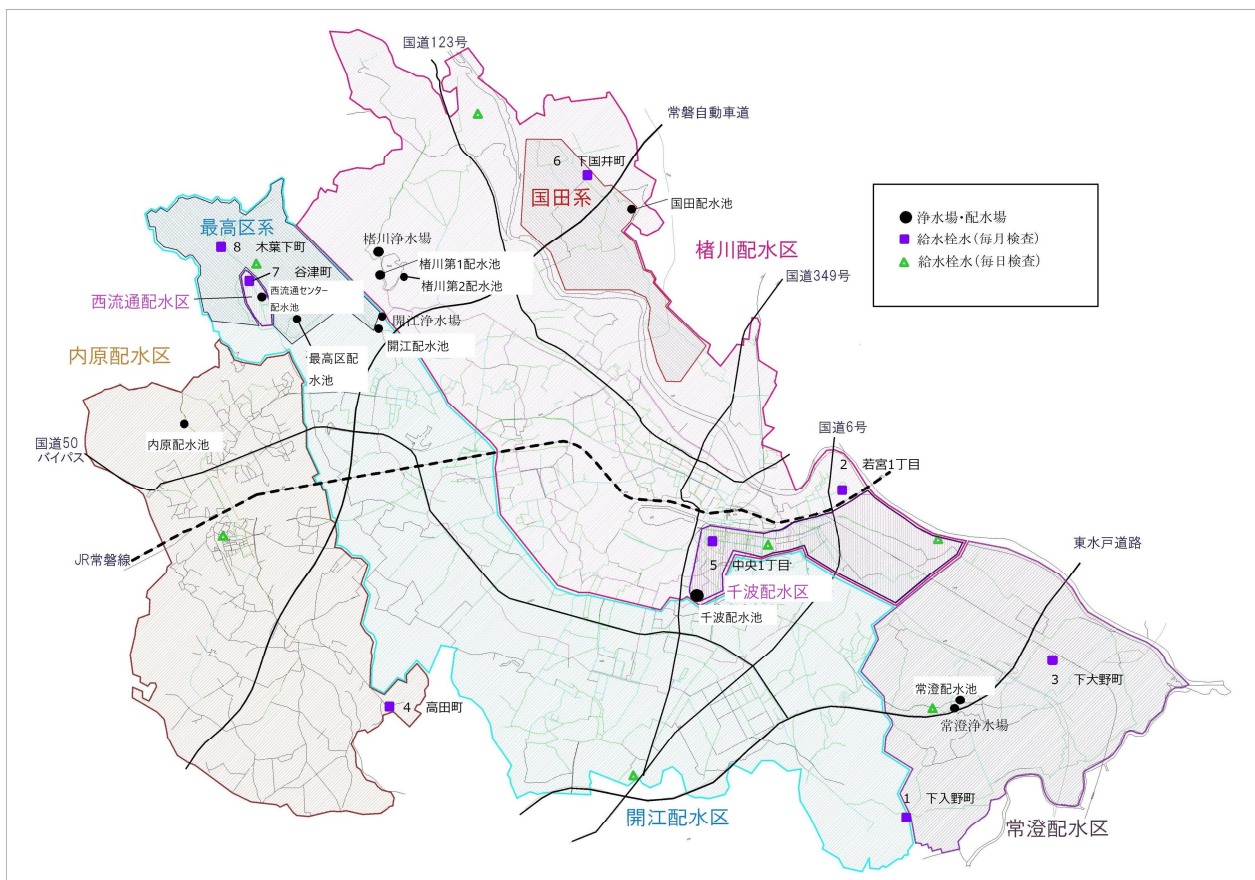 国道123号
常磐自動車道
6 下国井町
国田系
国田配水池
●浄水場・配水場
■給水栓水(毎月検査)
▲給水栓水(毎日検査)
最高区系
8 木葉下町
7 谷津町
西流通センター
配水池
西流通配水区
楮川浄水場
楮川第1配水池
楮川第2配水池
楮川配水区
国道349号
開江浄水場
開江配水池
最高区配
水池
内原配水区
内原配水池
国道50
バイパス
国道6号
2 若宮1丁目
JR常磐線
東水戸道路
5 中央1丁目
千波配水区
千波配水池
3 下大野町
常澄配水池
常澄浄水場
4 高田町
1 下入野町
開江配水区
常澄配水区